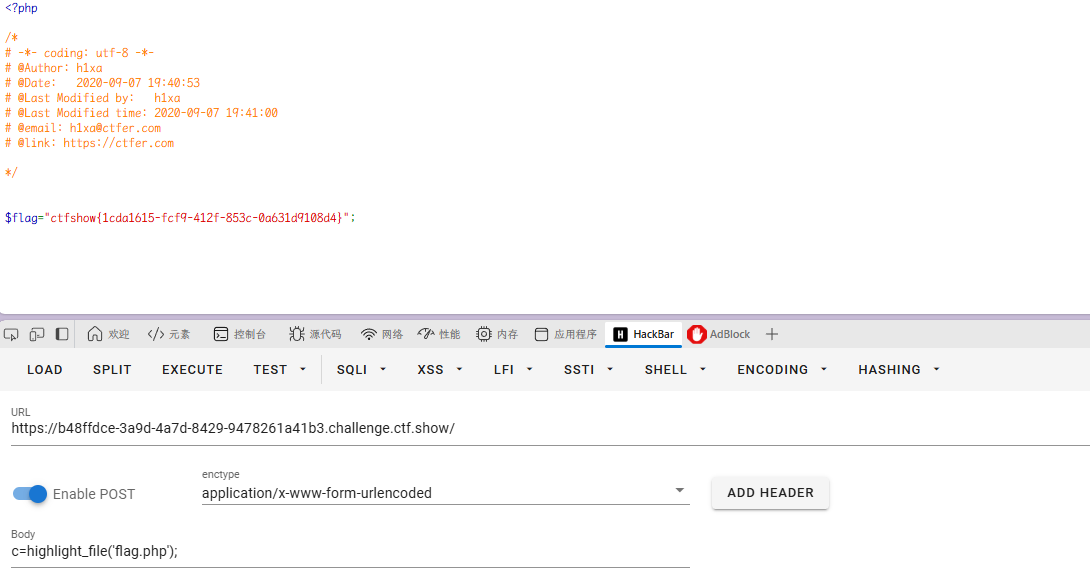 <?php
/*
# -*- coding: utf-8 -*-
# @Author: h1xa
# @Date:   2020-09-07 19:40:53
# @Last Modified by:   h1xa
# @Last Modified time: 2020-09-07 19:41:00
# @email: h1xa@ctfer.com
# @link: https://ctfer.com
*/
$flag="ctfshow{1cda1615-fcf9-412f-853c-0a631d9108d4}";
欢迎 </> 元素 控制台 源代码 网络 性能 内存 应用程序 H HackBar AdBlock +
LOAD SPLIT EXECUTE TEST SQLI XSS LFI SSTI SHELL ENCODING HASHING
URL
https://b48ffdce-3a9d-4a7d-8429-9478261a41b3.challenge.ctf.show/
enctype
Enable POST application/x-www-form-urlencoded ADD HEADER
Body
c=highlight_file('flag.php');